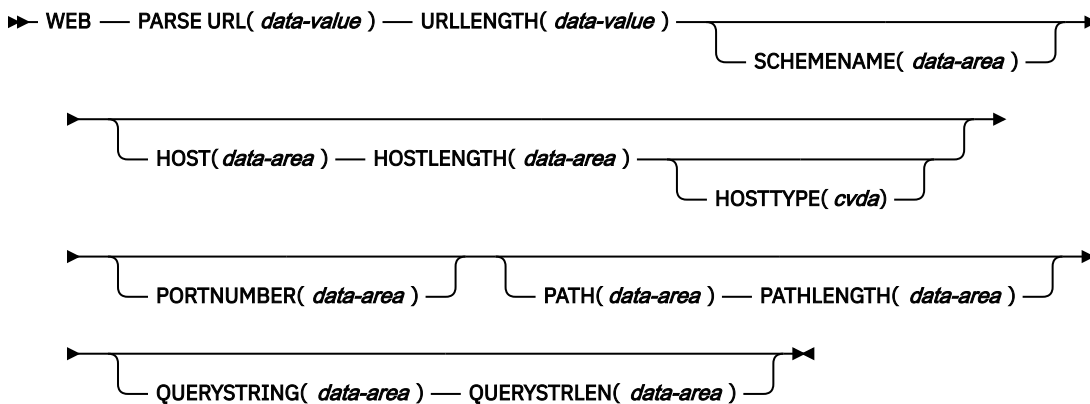 WEB PARSE URL( data-value ) URLLENGTH( data-value )
SCHEMENAME( data-area )
HOST( data-area ) HOSTLENGTH( data-area )
HOSTTYPE( cvda)
PORTNUMBER( data-area ) PATH( data-area ) PATHLENGTH( data-area )
QUERYSTRING( data-area ) QUERYSTRLEN( data-area )